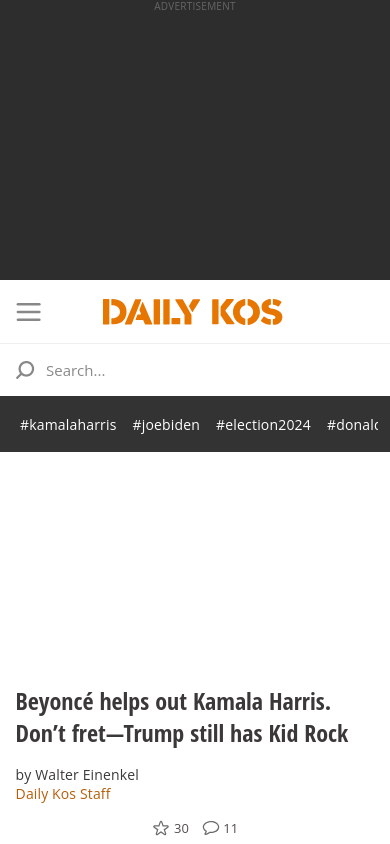 ADVERTISEMENT
DAILY KOS
Search...
#kamalaharris #joebiden #election2024 #donald
Beyoncé helps out Kamala Harris.
Don’t fret—Trump still has Kid Rock
by Walter Einenkel
Daily Kos Staff
30 11